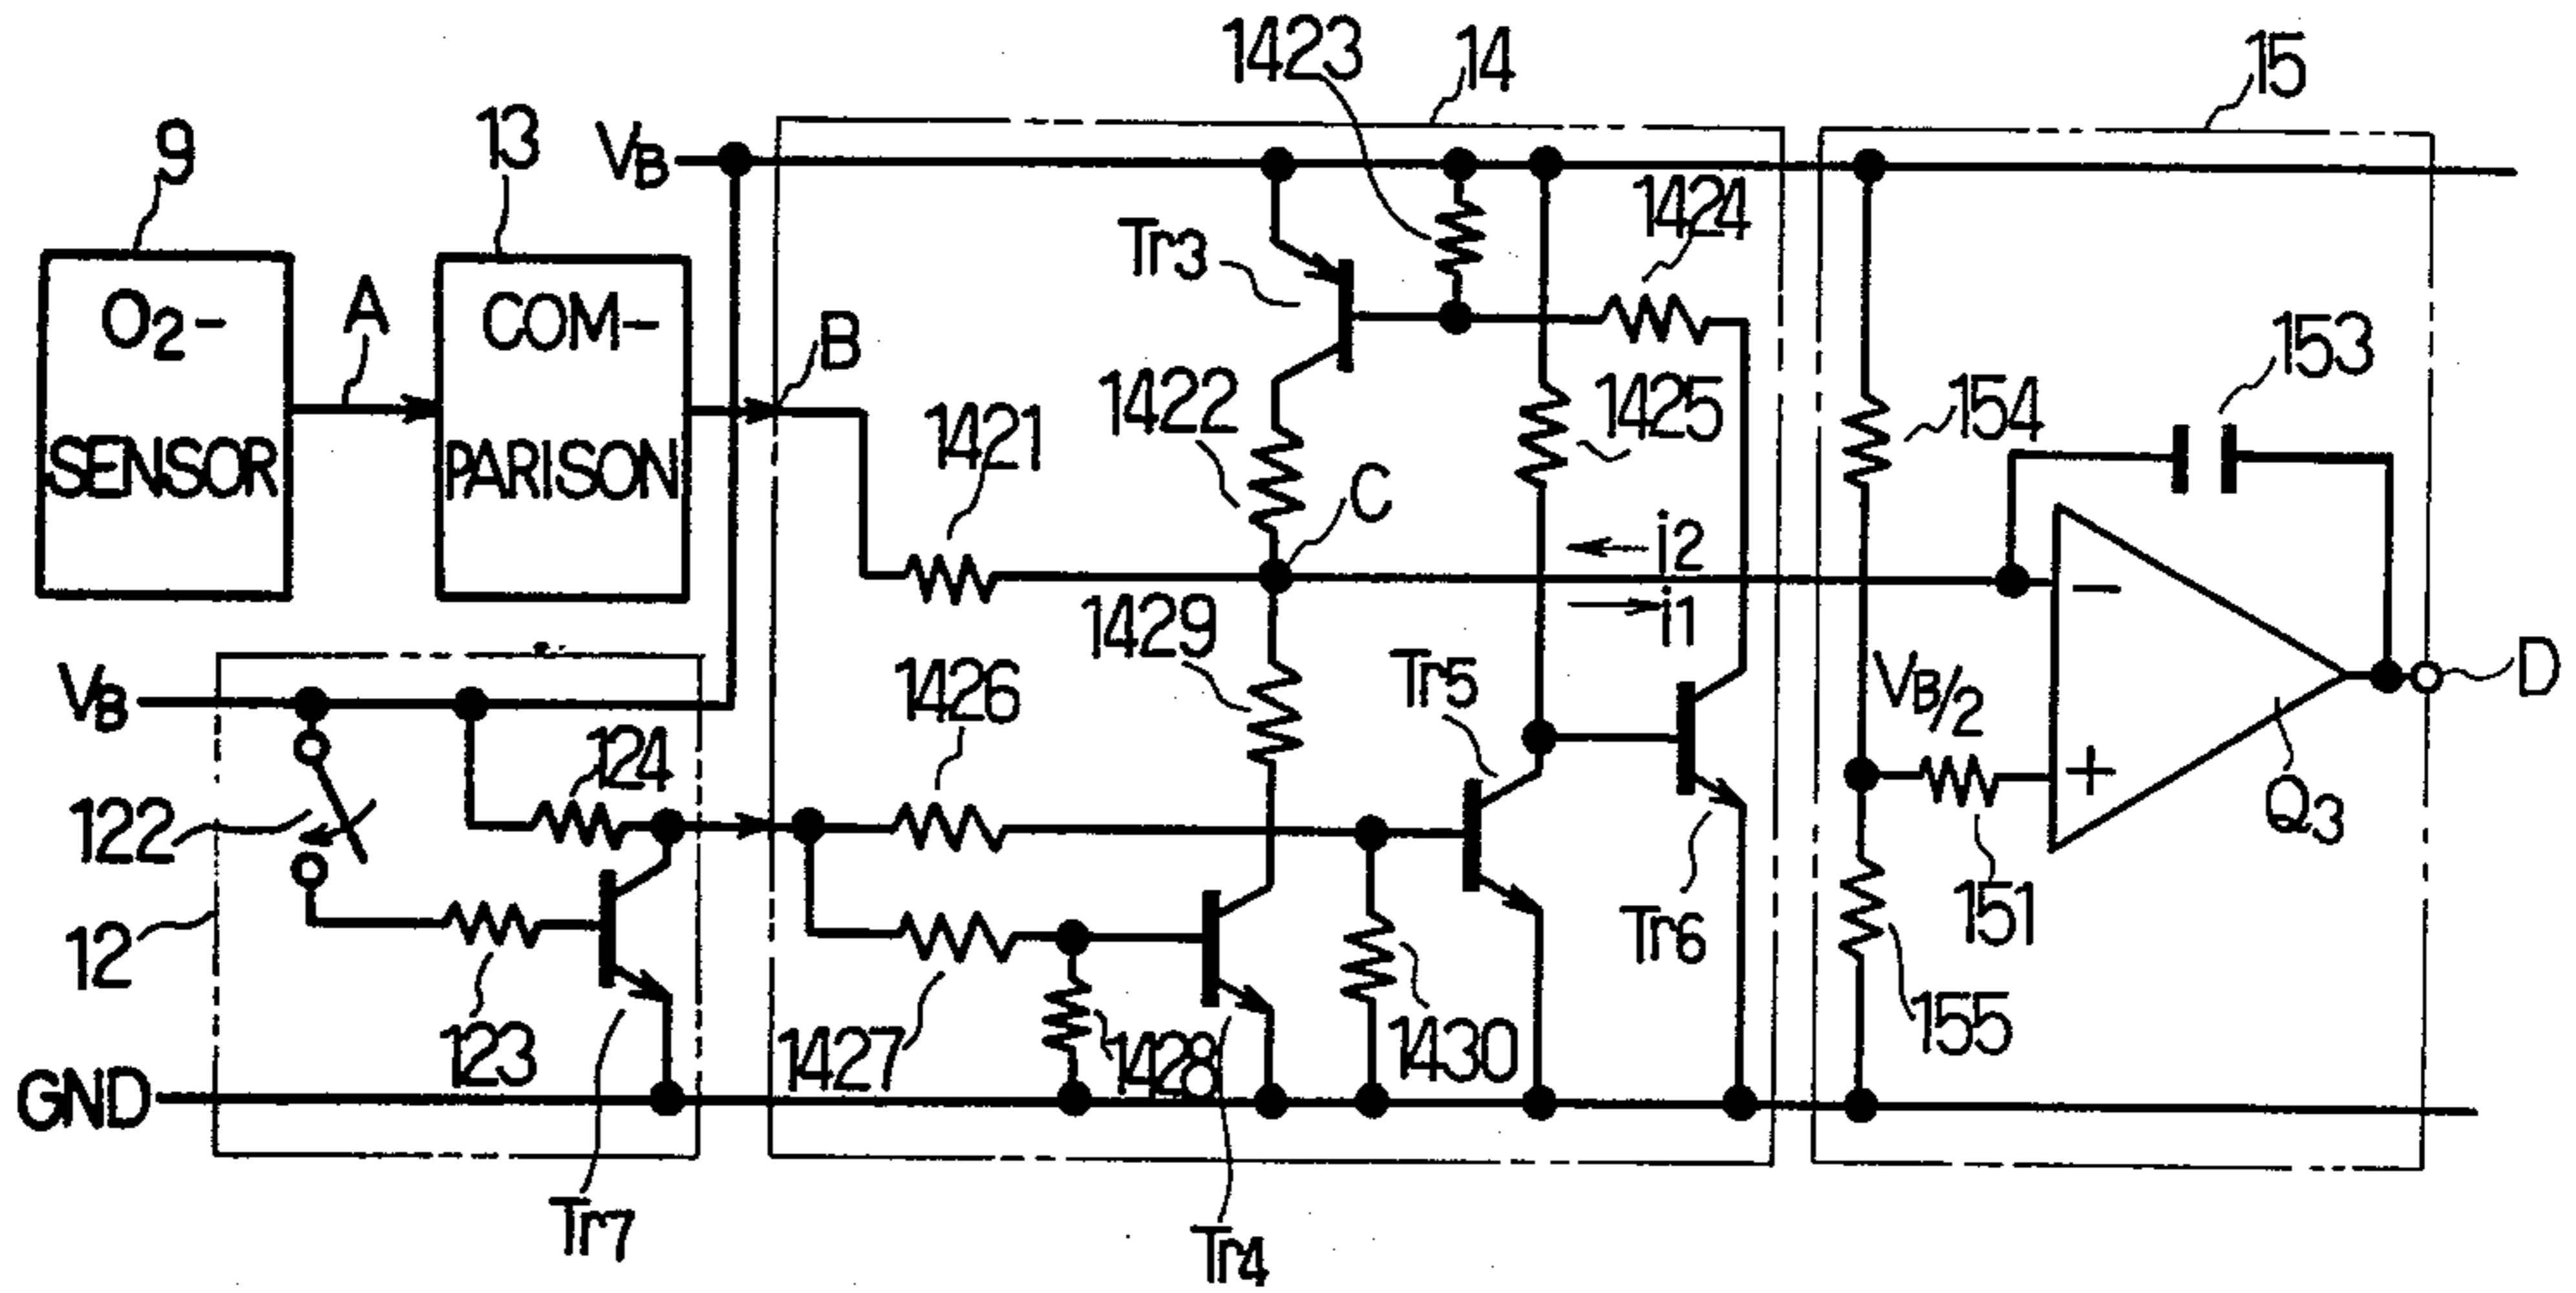 1423
14
15
9
13
VB
Tr3
1424
O2-
SENSOR
A
COM-
PARISON
B
1422
1421
1425
154
153
C
i2
i1
1429
1426
Tr5
VB/2
D
VB
124
122
Q3
12
123
1427
1428
1430
Tr6
151
155
GND
Tr7
Tr4
-
+